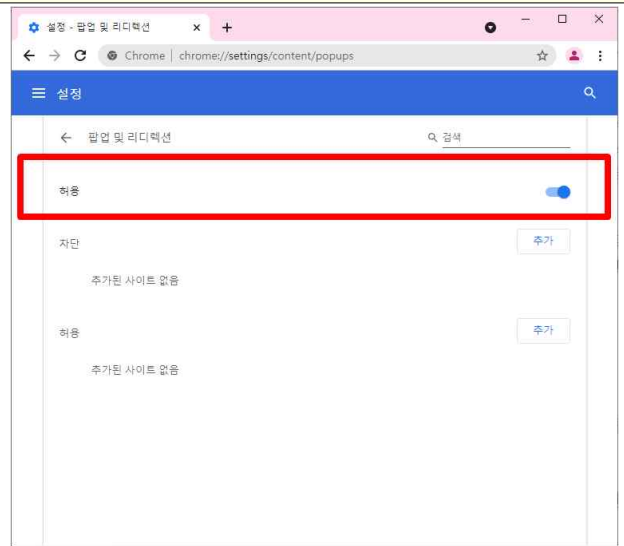 설정 - 팝업 및 리디렉션
Chrome | chrome://settings/content/popups
설정
팝업 및 리디렉션
검색
허용
차단
추가
추가된 사이트 없음
허용
추가
추가된 사이트 없음